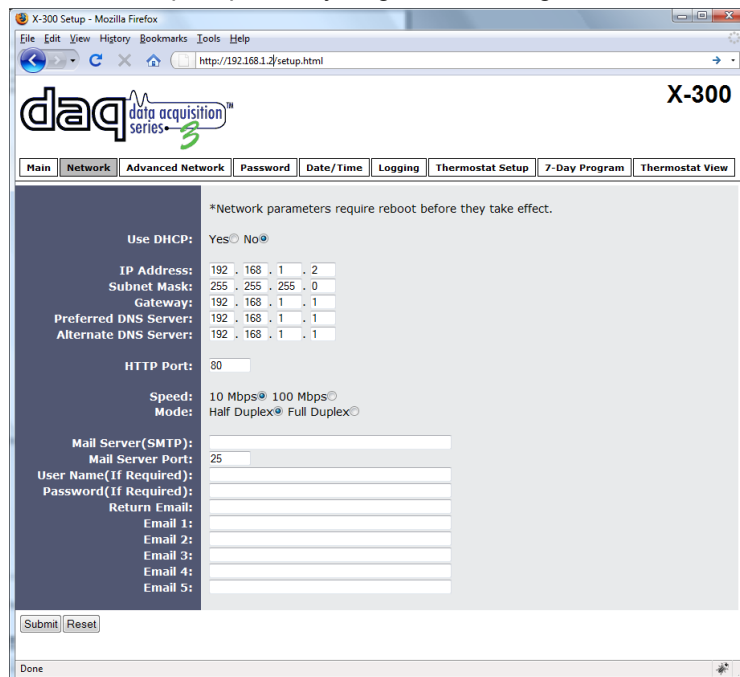 X-300 Setup - Mozilla Firefox
File Edit View History Bookmarks Tools Help
http://192.168.1.2/setup.html
daq data acquisition™
series 3
X-300
Main Network Advanced Network Password Date/Time Logging Thermostat Setup 7-Day Program Thermostat View
*Network parameters require reboot before they take effect.
Use DHCP: Yes No
IP Address: 192 . 168 . 1 . 2
Subnet Mask: 255 . 255 . 255 . 0
Gateway: 192 . 168 . 1 . 1
Preferred DNS Server: 192 . 168 . 1 . 1
Alternate DNS Server: 192 . 168 . 1 . 1
HTTP Port: 80
Speed: 10 Mbps 100 Mbps
Mode: Half Duplex Full Duplex
Mail Server(SMTP):
Mail Server Port: 25
User Name(If Required):
Password(If Required):
Return Email:
Email 1:
Email 2:
Email 3:
Email 4:
Email 5:
Submit Reset
Done